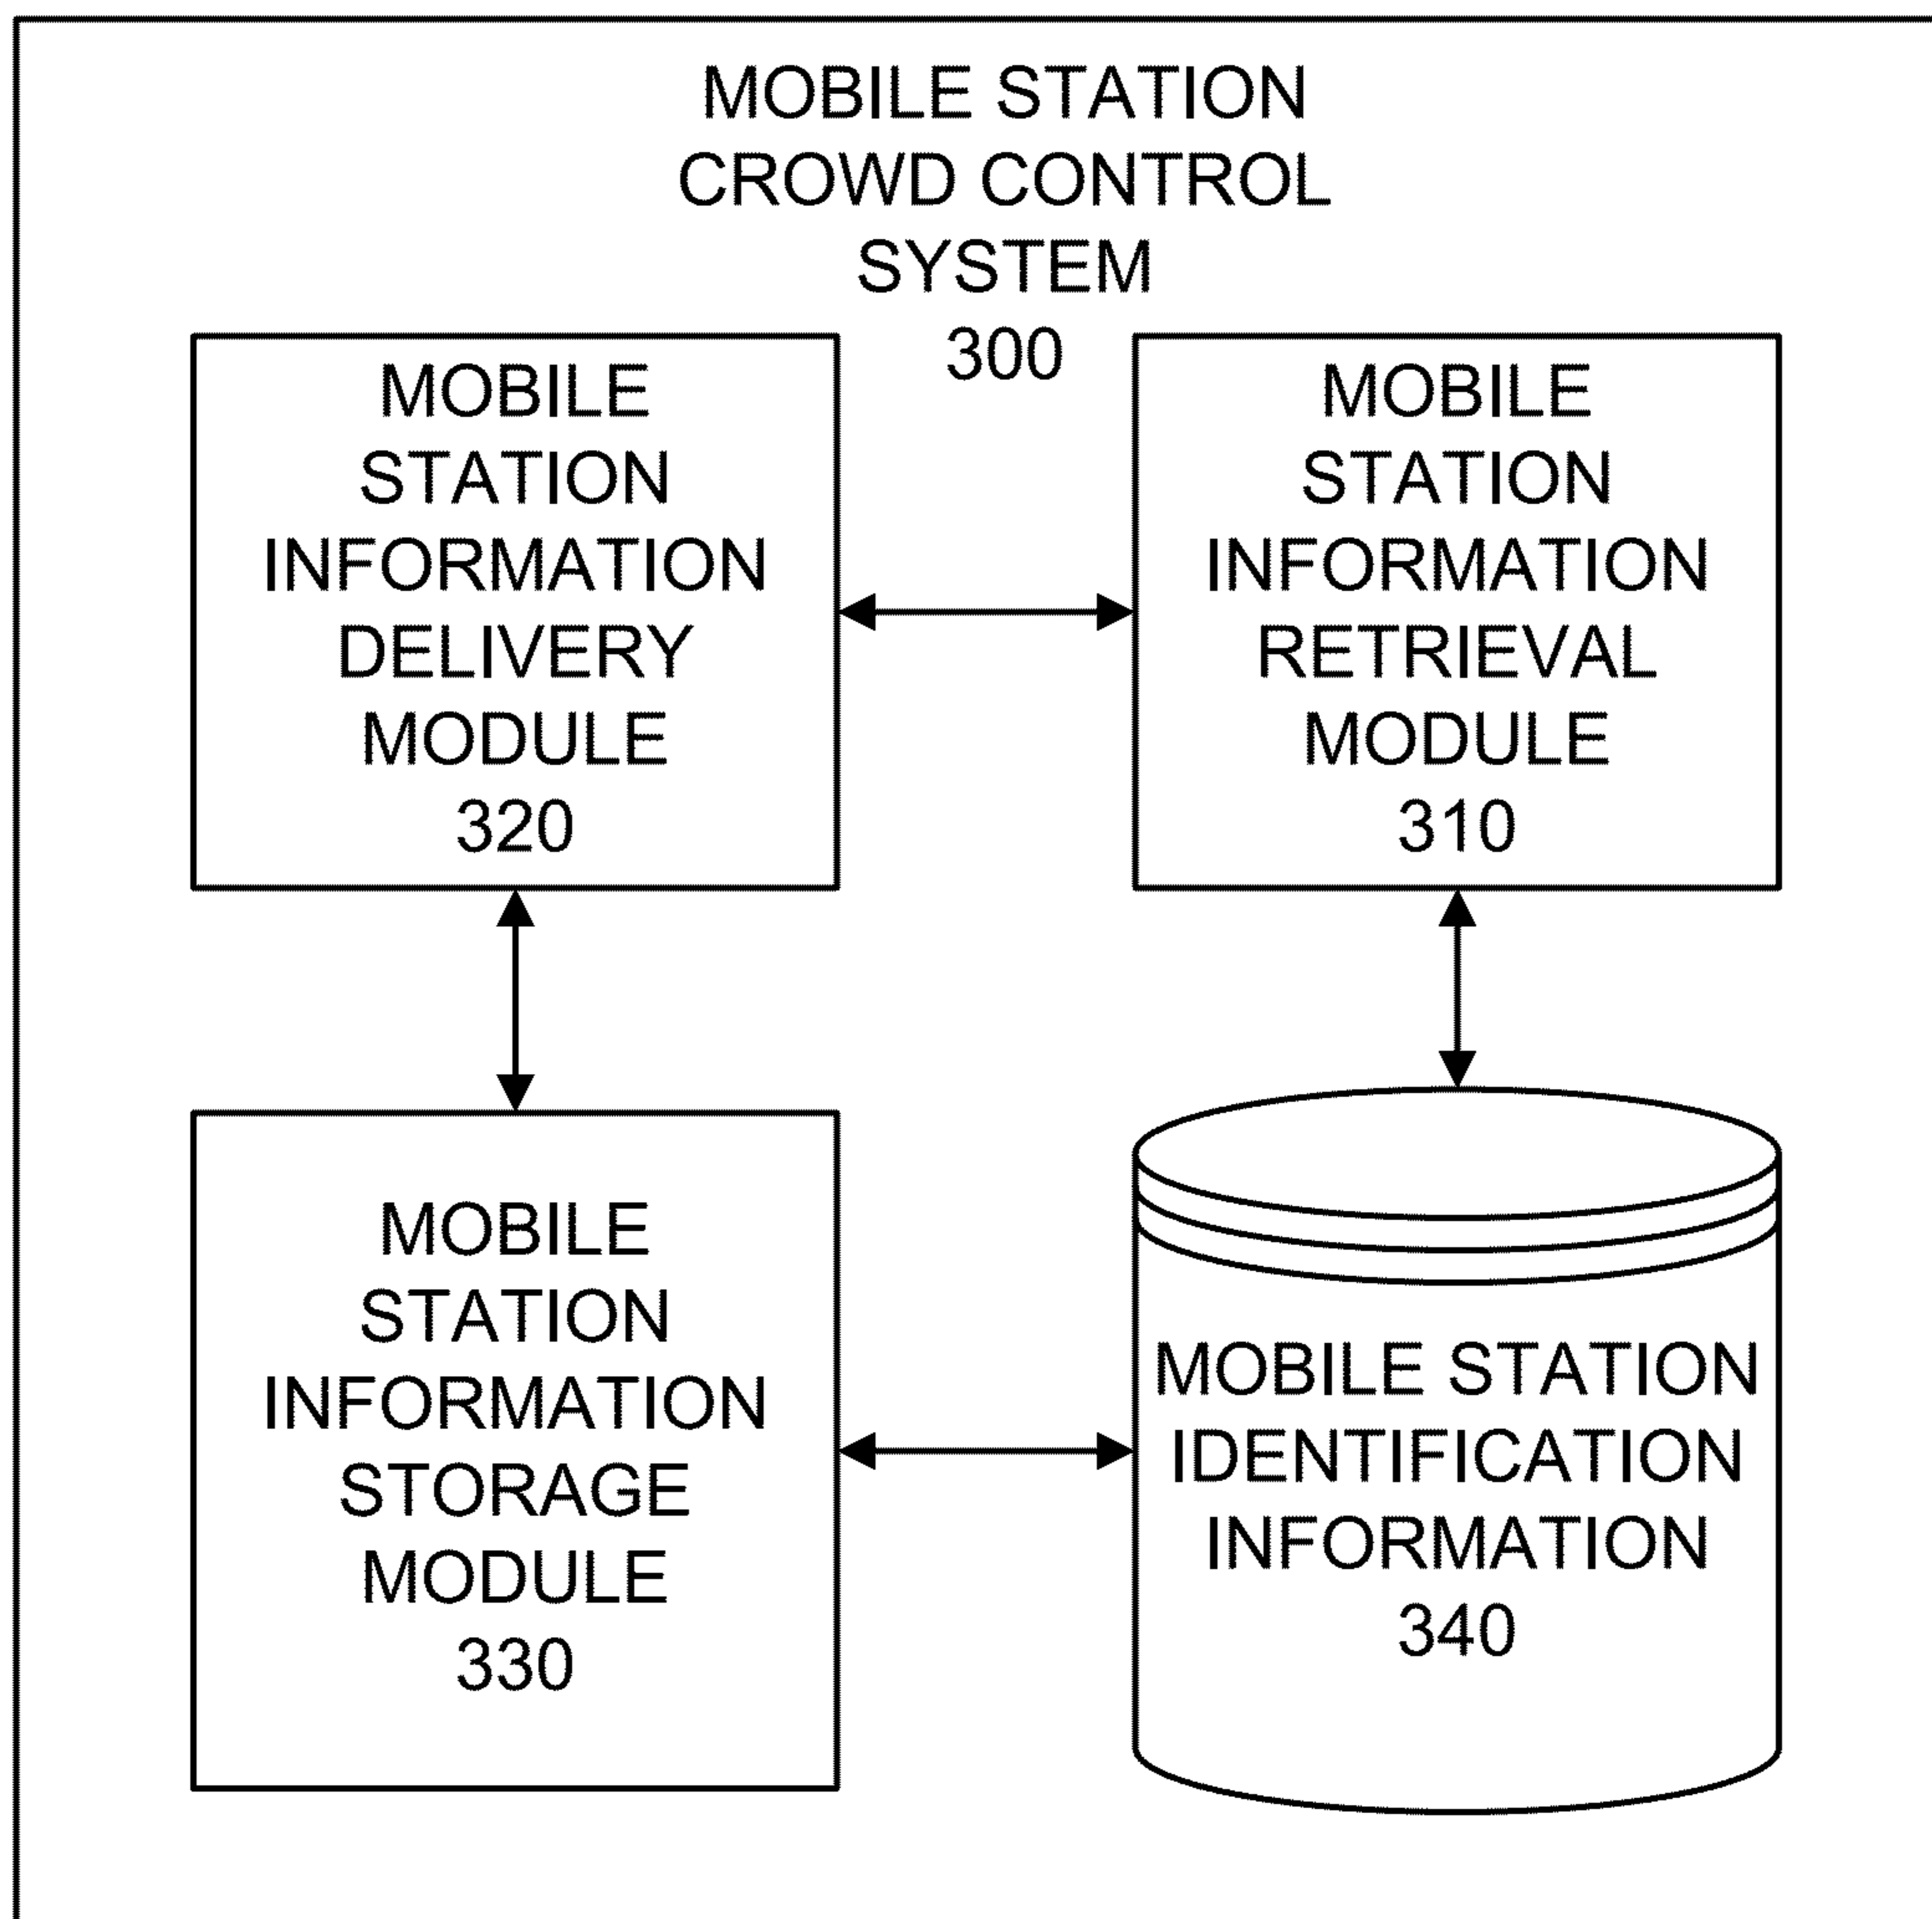 MOBILE STATION
CROWD CONTROL
SYSTEM
300
MOBILE
STATION
INFORMATION
DELIVERY
MODULE
320
MOBILE
STATION
INFORMATION
RETRIEVAL
MODULE
310
MOBILE
STATION
INFORMATION
STORAGE
MODULE
330
MOBILE STATION
IDENTIFICATION
INFORMATION
340